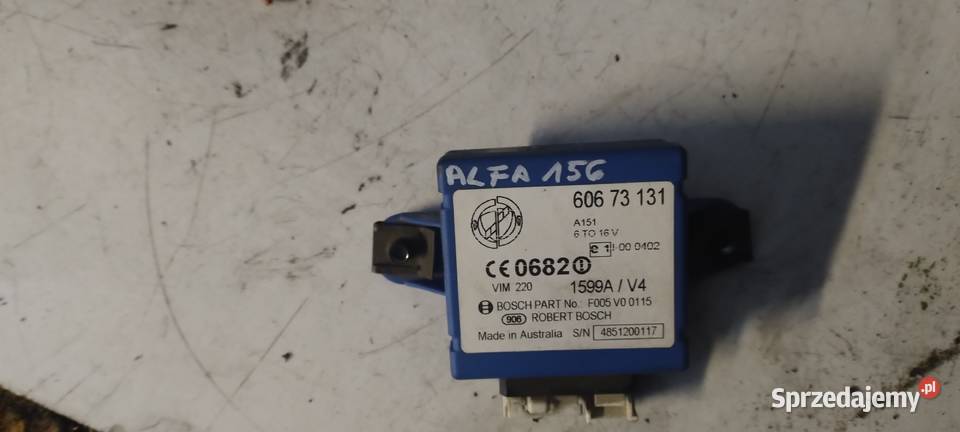 ALFA 156
606 73 131
A151
6 TO 16 V
e1 00 0402
CE 0682
VIM 220 1599A / V4
BOSCH PART No.: F005 V0 0115
906 ROBERT BOSCH
Made in Australia S/N 4851200117
Sprzedajemy.pl